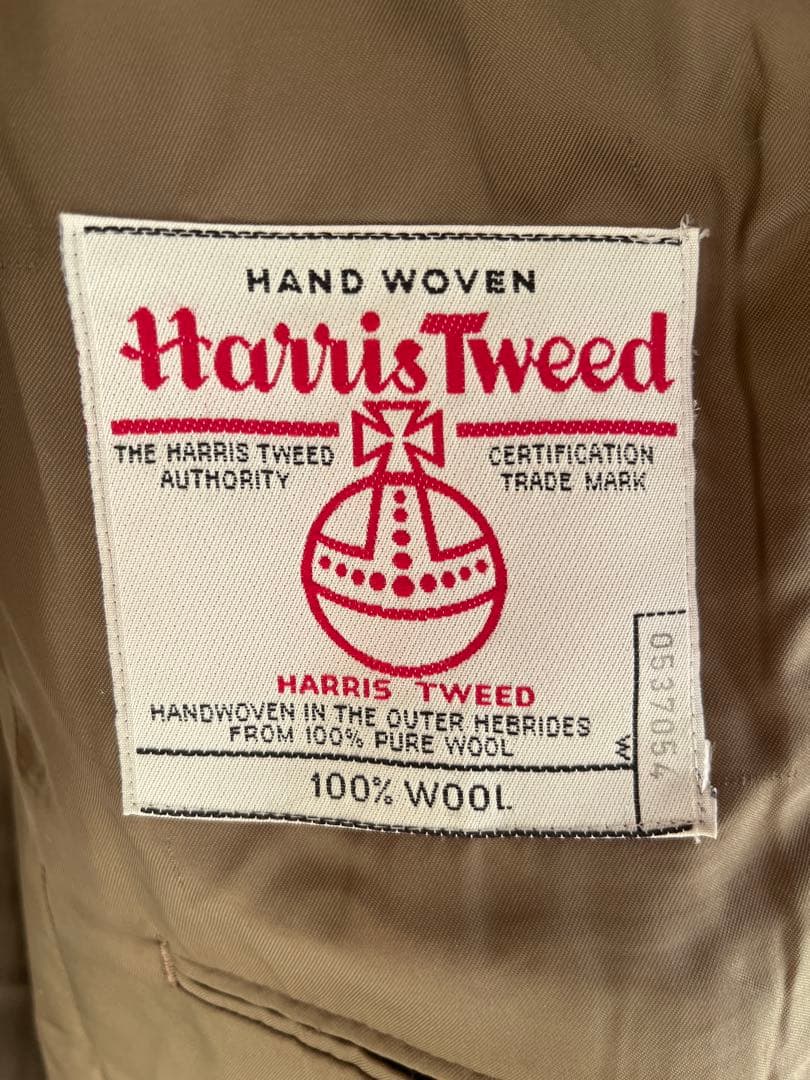 HAND WOVEN
Harris Tweed
THE HARRIS TWEED
AUTHORITY
CERTIFICATION
TRADE MARK
HARRIS TWEED
HANDWOVEN IN THE OUTER HEBRIDES
FROM 100% PURE WOOL
W
100% WOOL
0537054